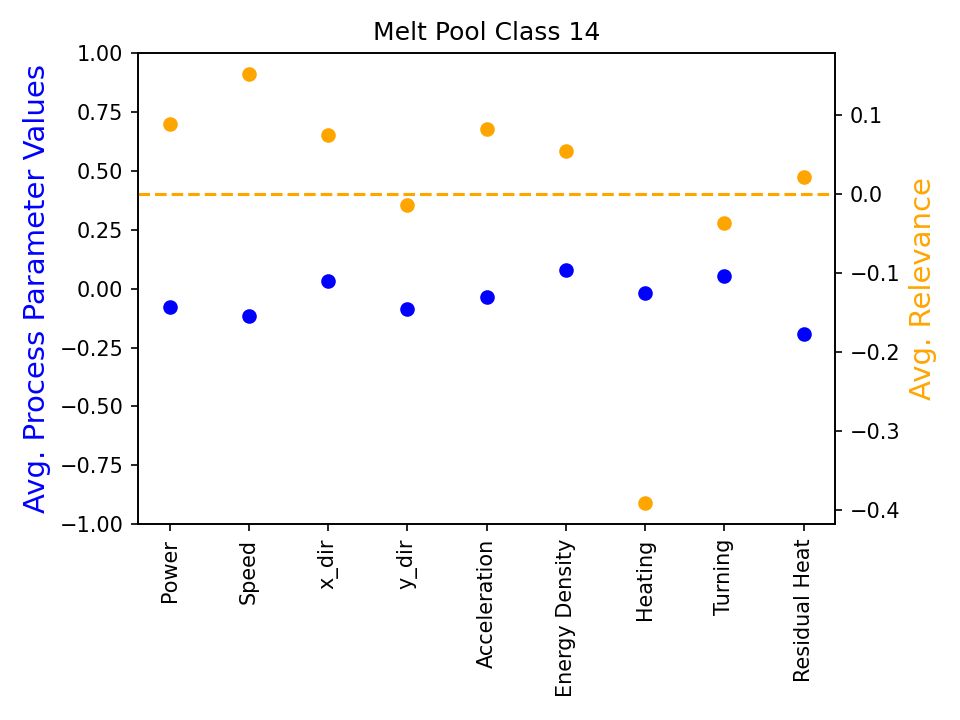 Melt Pool Class 14
Avg. Process Parameter Values
1.00
0.75
0.50
0.25
0.00
−0.25
−0.50
−0.75
−1.00
0.1
0.0
−0.1
−0.2
−0.3
−0.4
Avg. Relevance
Power
Speed
x_dir
y_dir
Acceleration
Energy Density
Heating
Turning
Residual Heat